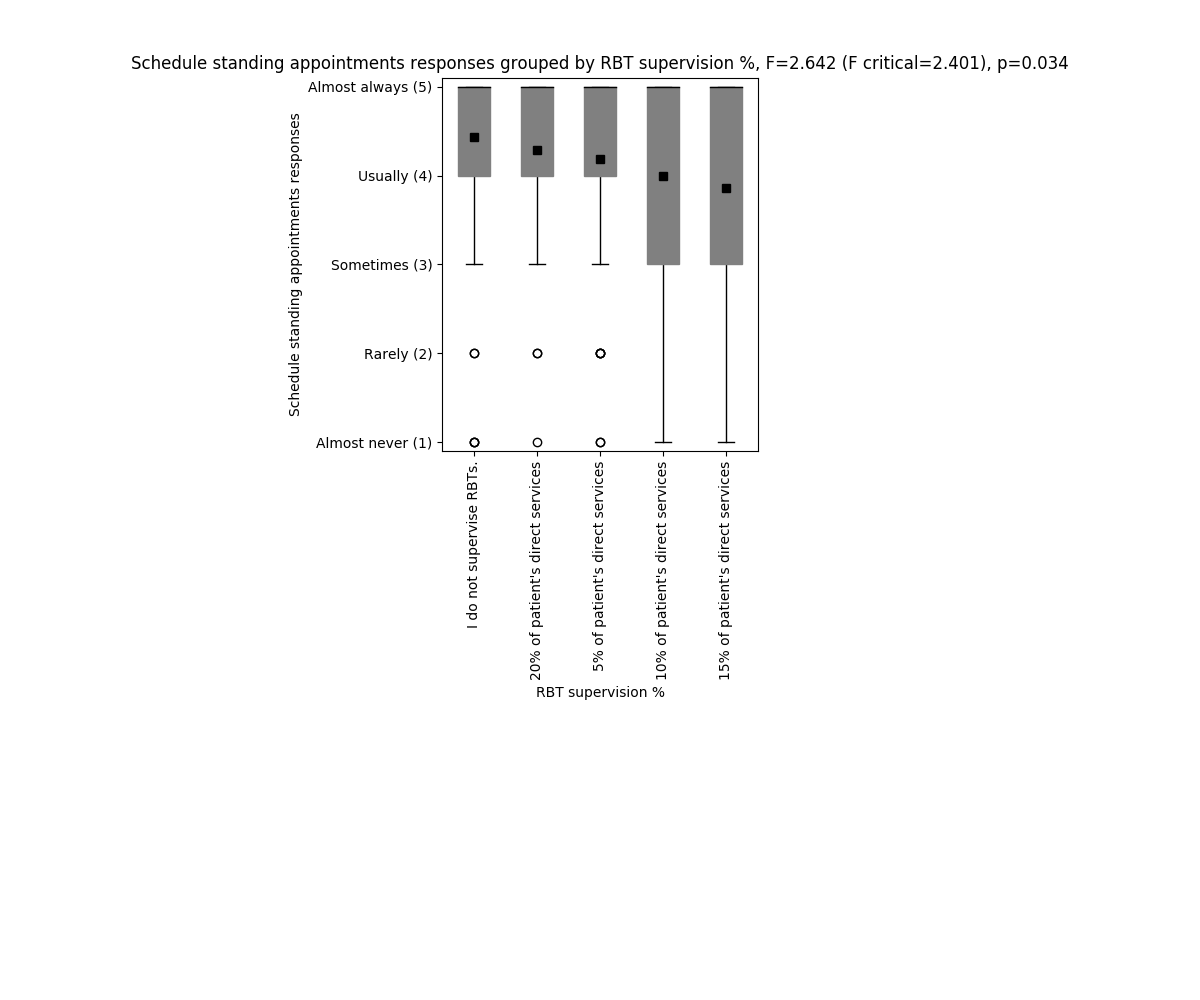 Schedule standing appointments responses grouped by RBT supervision %, F=2.642 (F critical=2.401), p=0.034
Schedule standing appointments responses
Almost always (5)
Usually (4)
Sometimes (3)
Rarely (2)
Almost never (1)
I do not supervise RBTs.
20% of patient's direct services
5% of patient's direct services
10% of patient's direct services
15% of patient's direct services
RBT supervision %